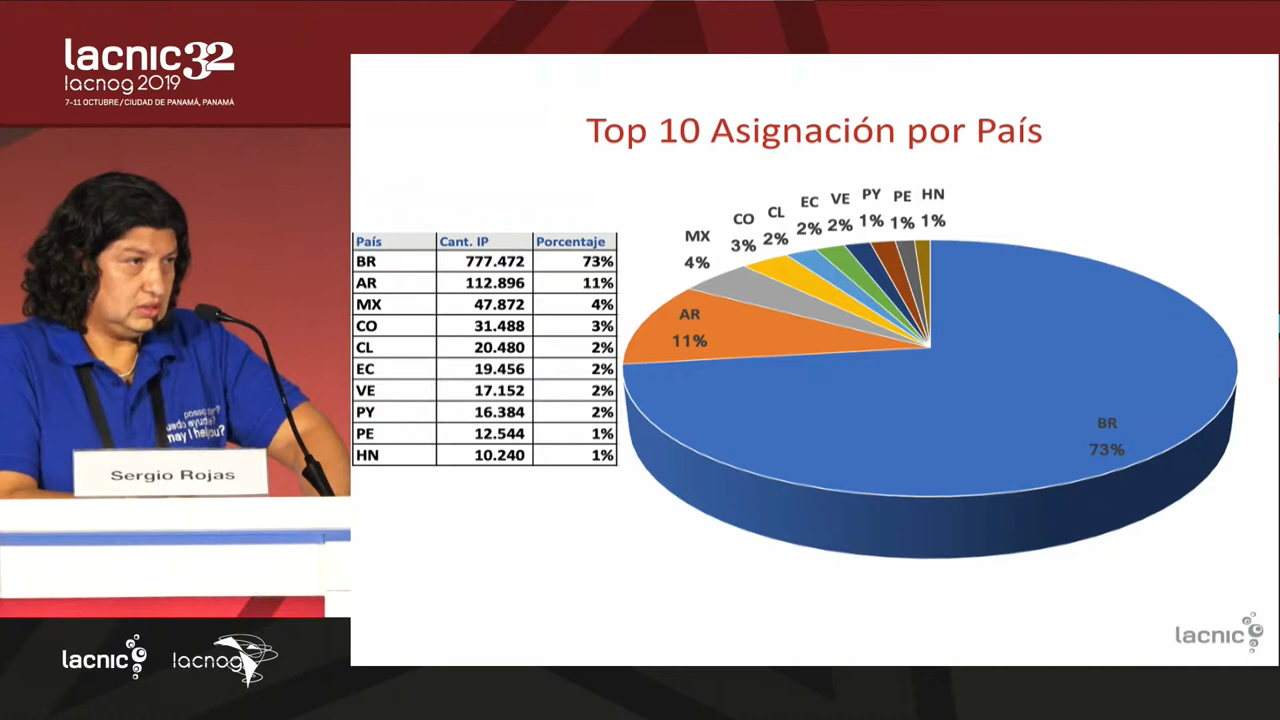 lacnic32
lacnog 2019
7-11 OCTUBRE / CIUDAD DE PANAMÁ, PANAMÁ
Top 10 Asignación por País
País Cant. IP Porcentaje
BR 777.472 73%
AR 112.896 11%
MX 47.872 4%
CO 31.488 3%
CL 20.480 2%
EC 19.456 2%
VE 17.152 2%
PY 16.384 2%
PE 12.544 1%
HN 10.240 1%
BR
73%
AR
11%
MX
4%
CO
3%
CL
2%
EC
2%
VE
2%
PY
1%
PE
1%
HN
1%
may I help you?
Sergio Rojas
lacnic
lacnog
lacnic